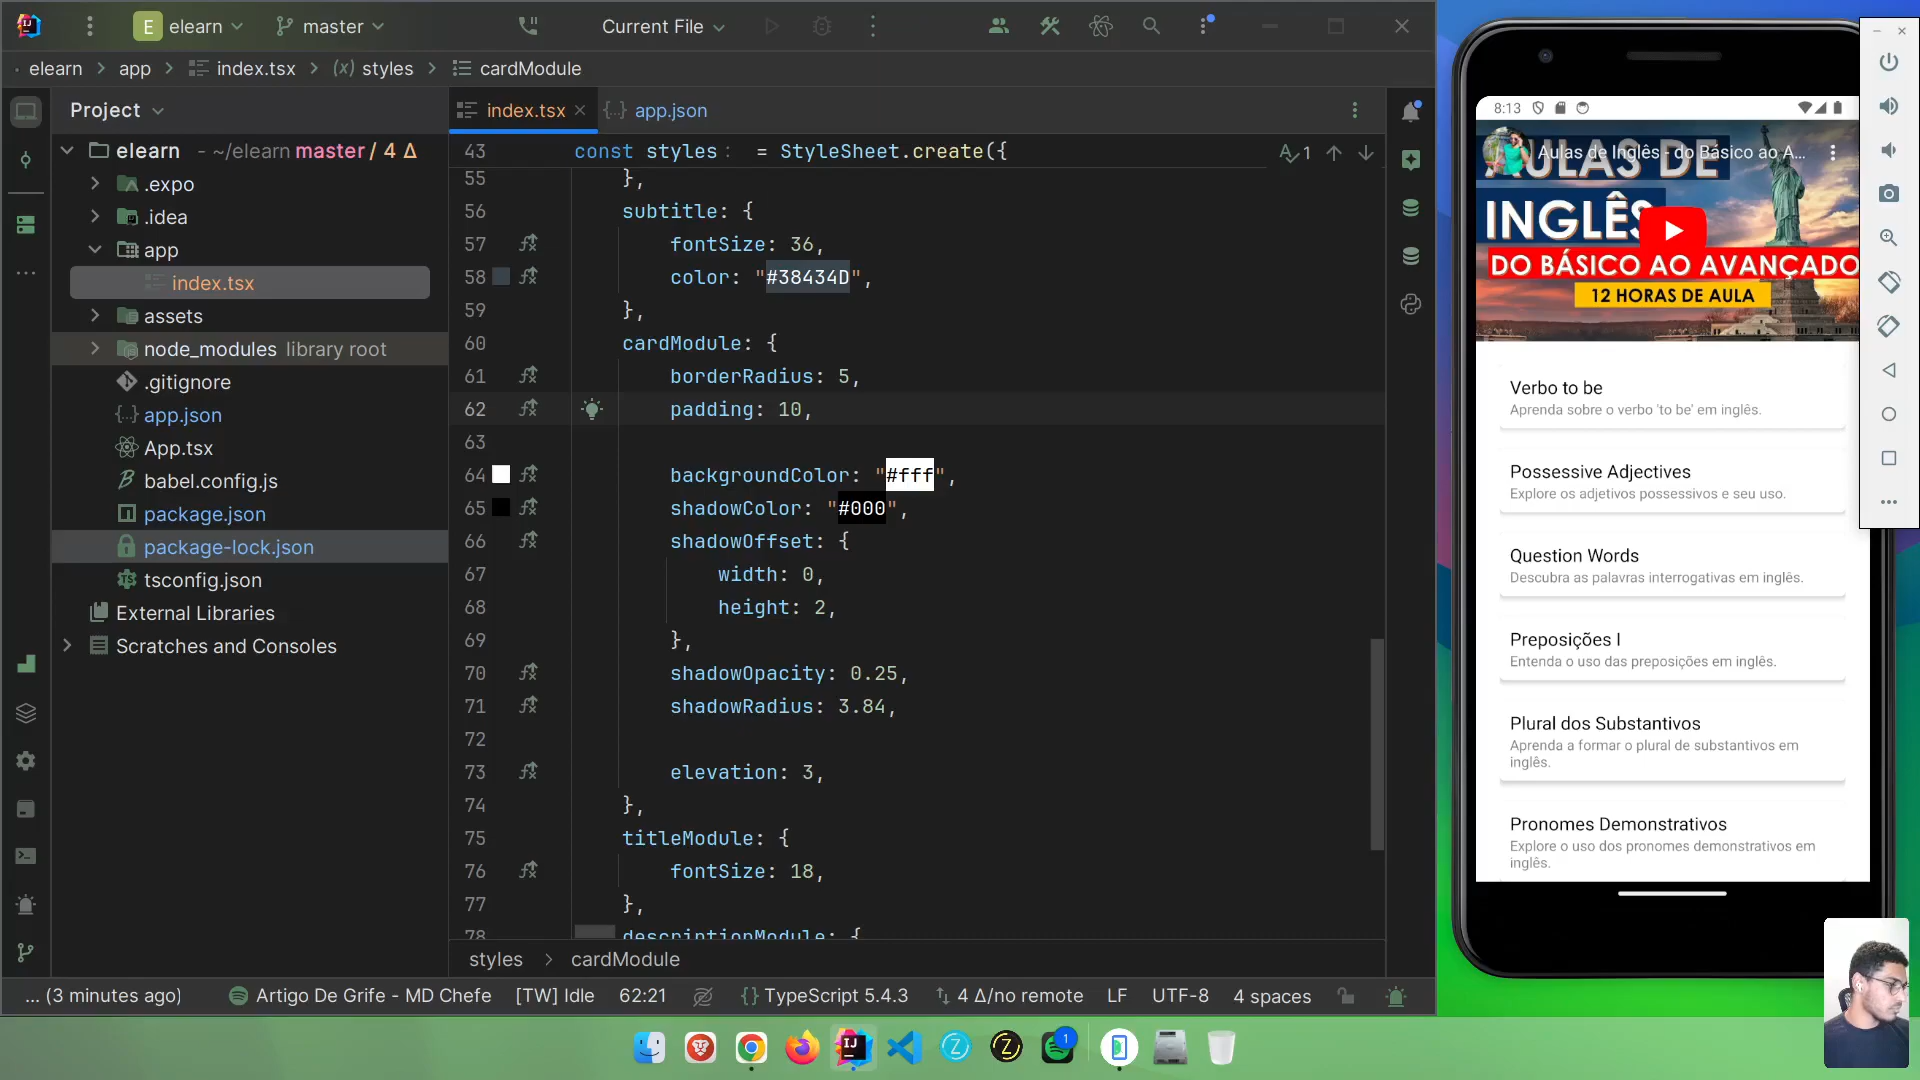 E elearn
master
Current File
elearn > app > index.tsx > (x) styles > cardModule
Project
index.tsx
app.json
elearn - ~/elearn master / 4 Δ
.expo
.idea
app
index.tsx
assets
node_modules library root
.gitignore
app.json
App.tsx
babel.config.js
package.json
package-lock.json
tsconfig.json
External Libraries
Scratches and Consoles
43 const styles : = StyleSheet.create({
1
55 },
56 subtitle: {
57 fontSize: 36,
58 color: "#38434D",
59 },
60 cardModule: {
61 borderRadius: 5,
62 padding: 10,
63
64 backgroundColor: "#fff",
65 shadowColor: "#000",
66 shadowOffset: {
67 width: 0,
68 height: 2,
69 },
70 shadowOpacity: 0.25,
71 shadowRadius: 3.84,
72
73 elevation: 3,
74 },
75 titleModule: {
76 fontSize: 18,
77 },
78 descriptionModule: {
styles > cardModule
... (3 minutes ago)
Artigo De Grife - MD Chefe
[TW] Idle
62:21
{} TypeScript 5.4.3
4 Δ/no remote
LF
UTF-8
4 spaces
8:13
Aulas de Inglês - do Básico ao A...
AULAS DE
INGLÊS
DO BÁSICO AO AVANÇADO
12 HORAS DE AULA
Verbo to be
Aprenda sobre o verbo 'to be' em inglês.
Possessive Adjectives
Explore os adjetivos possessivos e seu uso.
Question Words
Descubra as palavras interrogativas em inglês.
Preposições I
Entenda o uso das preposições em inglês.
Plural dos Substantivos
Aprenda a formar o plural de substantivos em
inglês.
Pronomes Demonstrativos
Explore o uso dos pronomes demonstrativos em
inglês.
IJ
Z
Z
1